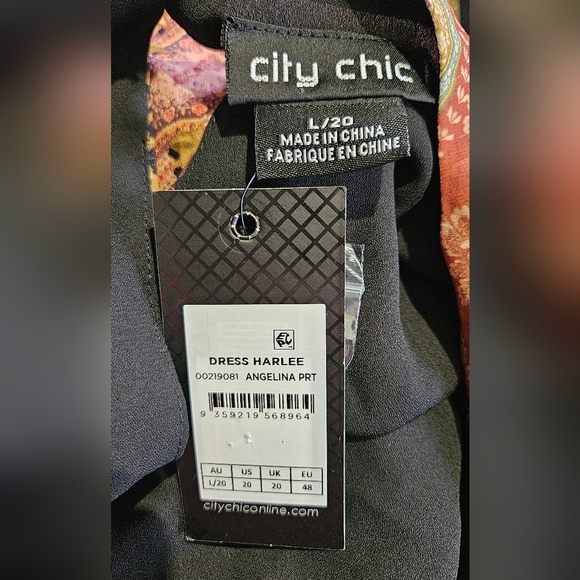 city chic
L/20
MADE IN CHINA
FABRIQUE EN CHINE
DRESS HARLEE
00219081 ANGELINA PRT
9 359219 568964
AU US UK EU
L/20 20 20 48
citychiconline.com